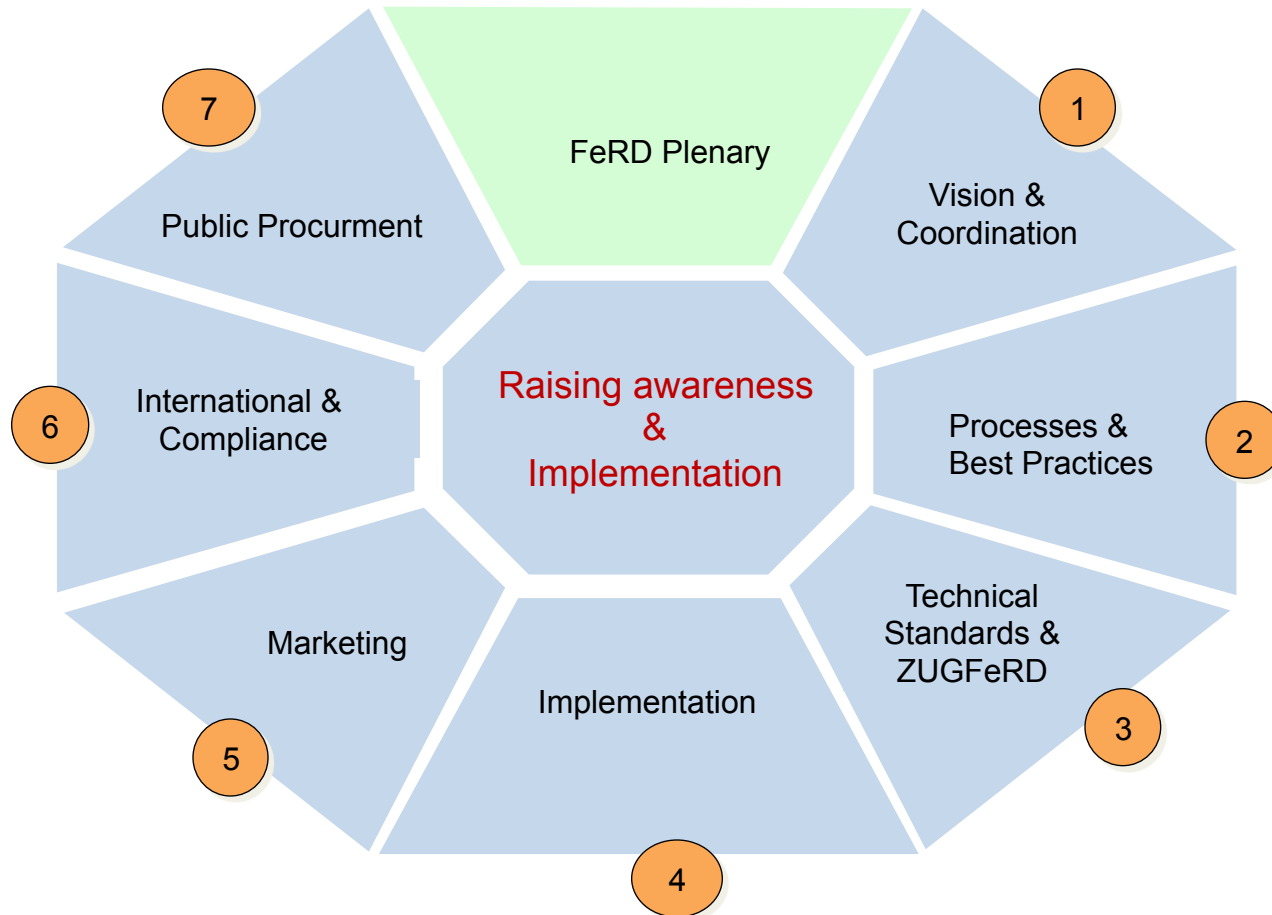 FeRD Plenary
1
Vision &
Coordination
2
Processes &
Best Practices
3
Technical
Standards &
ZUGFeRD
4
Implementation
5
Marketing
6
International &
Compliance
7
Public Procurment
Raising awareness
&
Implementation